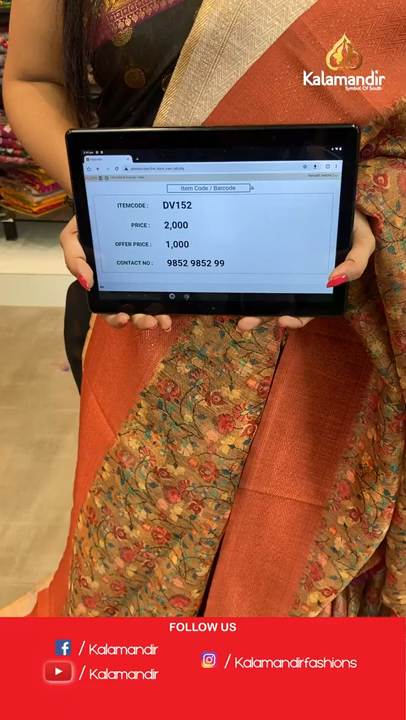 Kalamandir
Symbol Of South
Item Code / Barcode
ITEMCODE : DV152
PRICE : 2,000
OFFER PRICE : 1,000
CONTACT NO : 9852 9852 99
FOLLOW US
/ Kalamandir
/ Kalamandir
/ Kalamandirfashions